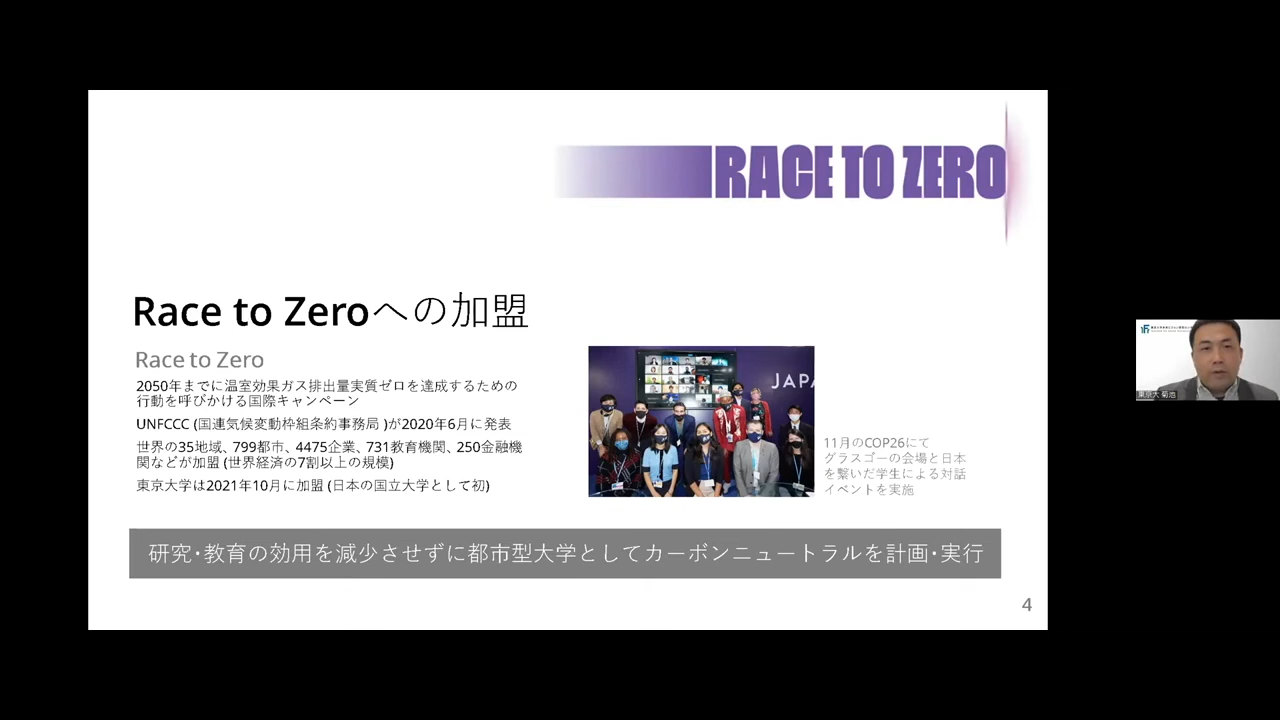 RACE TO ZERO
Race to Zeroへの加盟
Race to Zero
2050年までに温室効果ガス排出量実質ゼロを達成するための
行動を呼びかける国際キャンペーン
UNFCCC (国連気候変動枠組条約事務局 )が2020年6月に発表
世界の35地域、799都市、4475企業、731教育機関、250金融機
関などが加盟 (世界経済の7割以上の規模)
東京大学は2021年10月に加盟 (日本の国立大学として初)
JAPA
11月のCOP26にて
グラスゴーの会場と日本
を繋いだ学生による対話
イベントを実施
研究･教育の効用を減少させずに都市型大学としてカーボンニュートラルを計画･実行
4
東京大 菊池